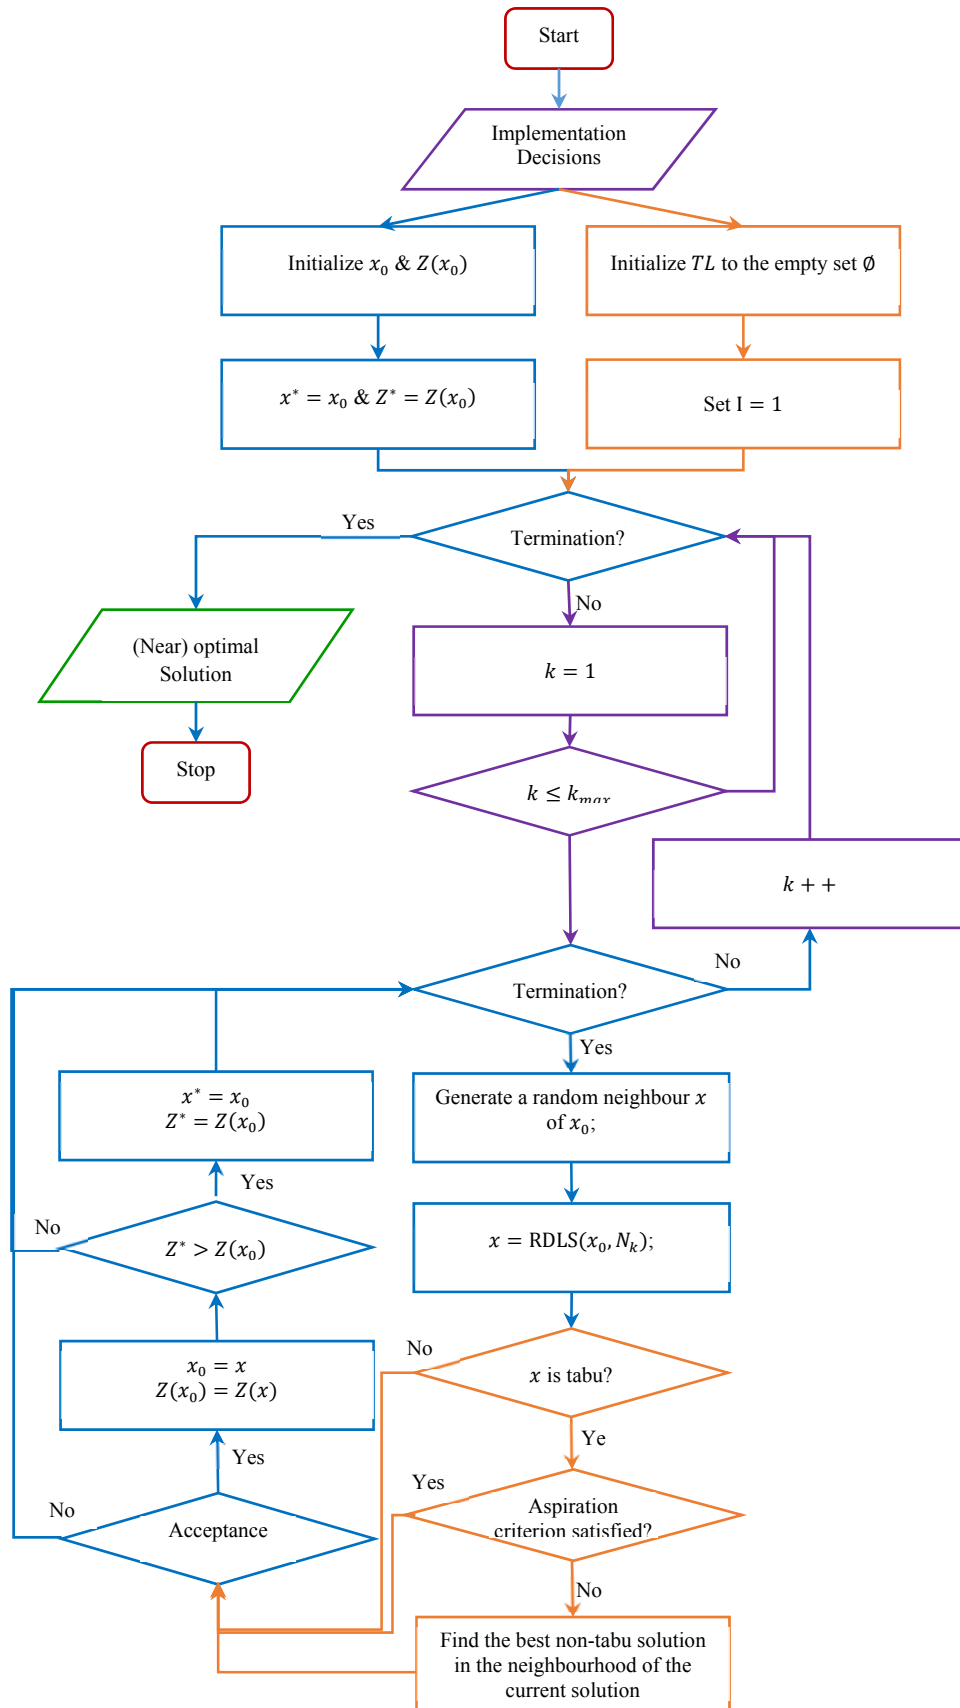 Start
Implementation
Decisions
Initialize x₀ & Z(x₀)
Initialize TL to the empty set ∅
x* = x₀ & Z* = Z(x₀)
Set I = 1
Yes
Termination?
No
(Near) optimal
Solution
k = 1
Stop
k ≤ kₘₐₓ
k + +
Termination?
No
Yes
x* = x₀
Z* = Z(x₀)
Generate a random neighbour x
of x₀;
Yes
No
Z* > Z(x₀)
x = RDLS(x₀, Nₖ);
x₀ = x
Z(x₀) = Z(x)
No
x is tabu?
Ye
Yes
Yes
No
Acceptance
Aspiration
criterion satisfied?
No
Find the best non-tabu solution
in the neighbourhood of the
current solution